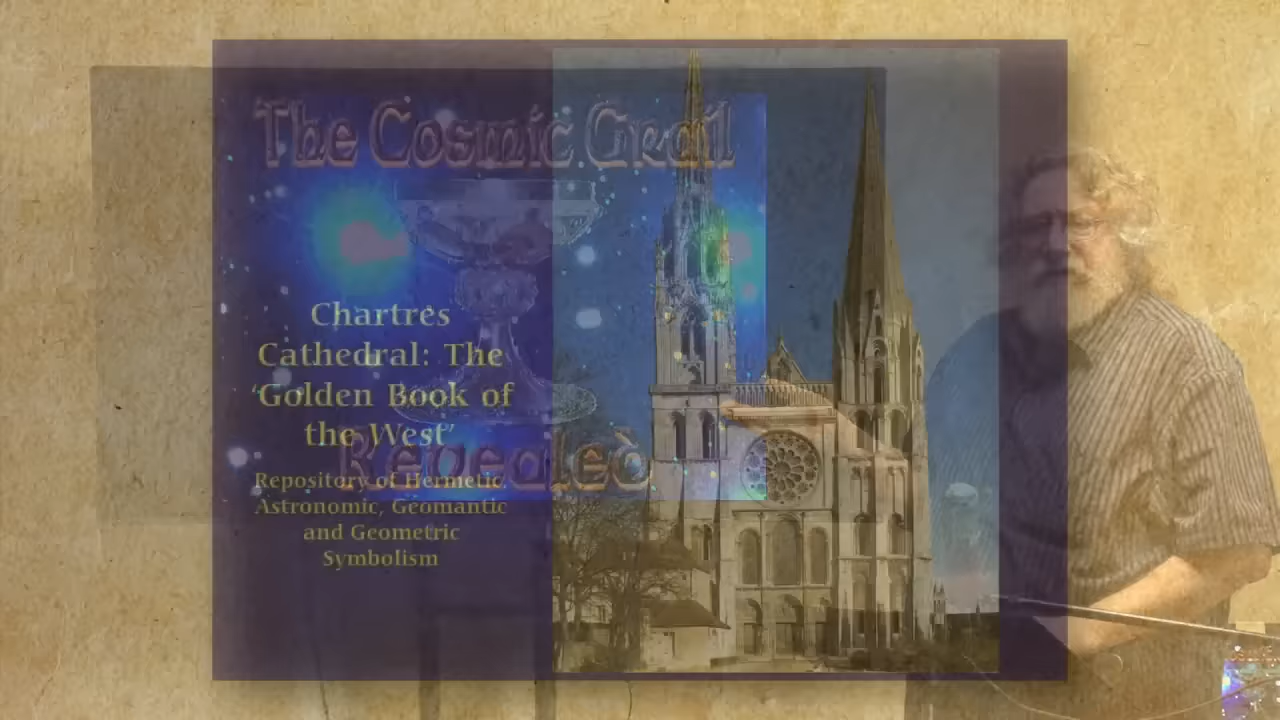 The Cosmic Grail
Revealed
Chartres
Cathedral: The
‘Golden Book of
the West’
Repository of Hermetic,
Astronomic, Geomantic
and Geometric
Symbolism